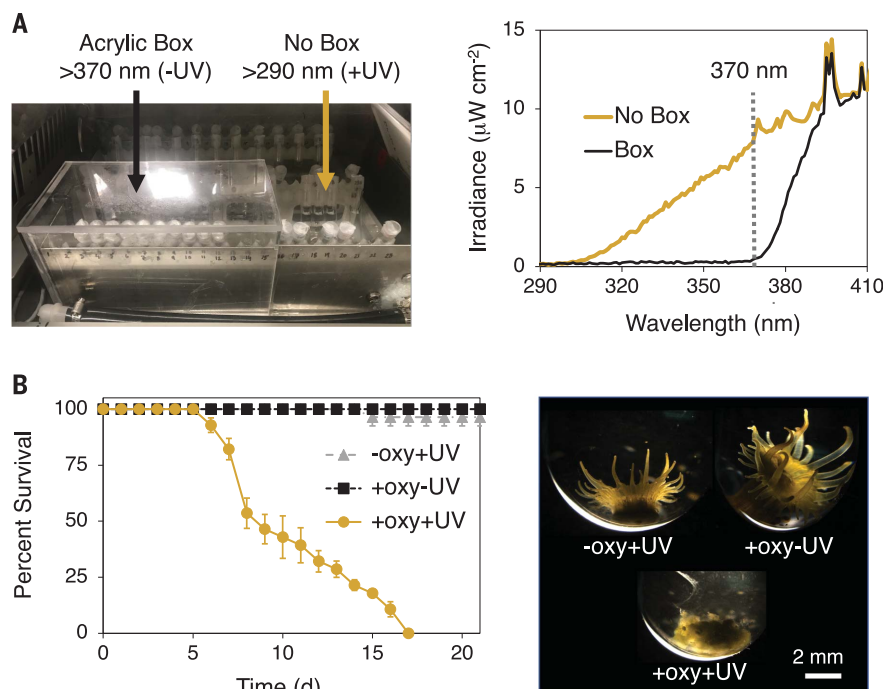 A
Acrylic Box
>370 nm (-UV)
No Box
>290 nm (+UV)
Irradiance (μW cm-2)
15
10
5
0
370 nm
No Box
Box
290
320
350
380
410
Wavelength (nm)
B
Percent Survival
100
75
50
25
0
-oxy+UV
+oxy-UV
+oxy+UV
0
5
10
15
20
Time (d)
-oxy+UV
+oxy-UV
+oxy+UV
2 mm